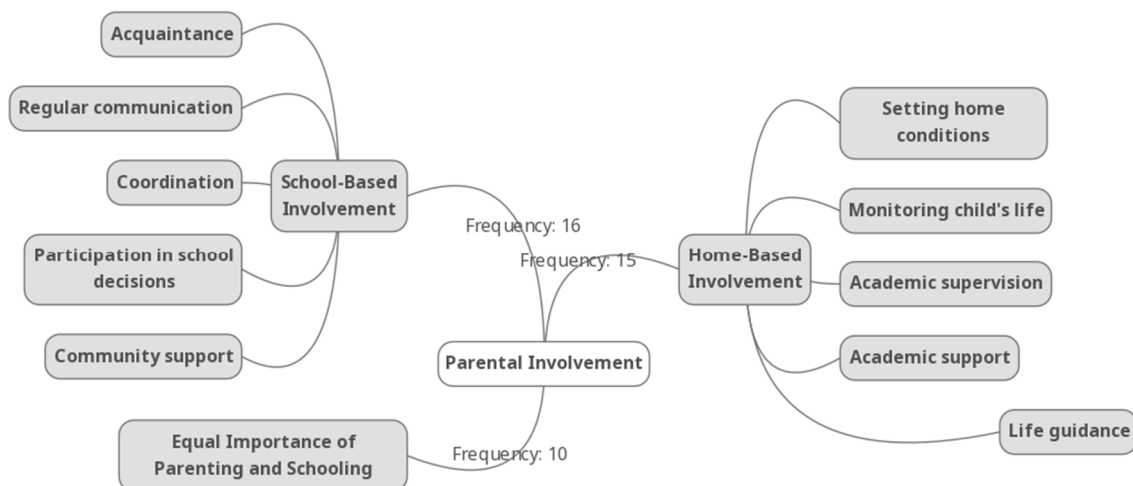 Acquaintance
Regular communication
Coordination
Participation in school
decisions
Community support
School-Based
Involvement
Frequency: 16
Frequency: 15
Parental Involvement
Equal Importance of
Parenting and Schooling
Frequency: 10
Home-Based
Involvement
Setting home
conditions
Monitoring child's life
Academic supervision
Academic support
Life guidance